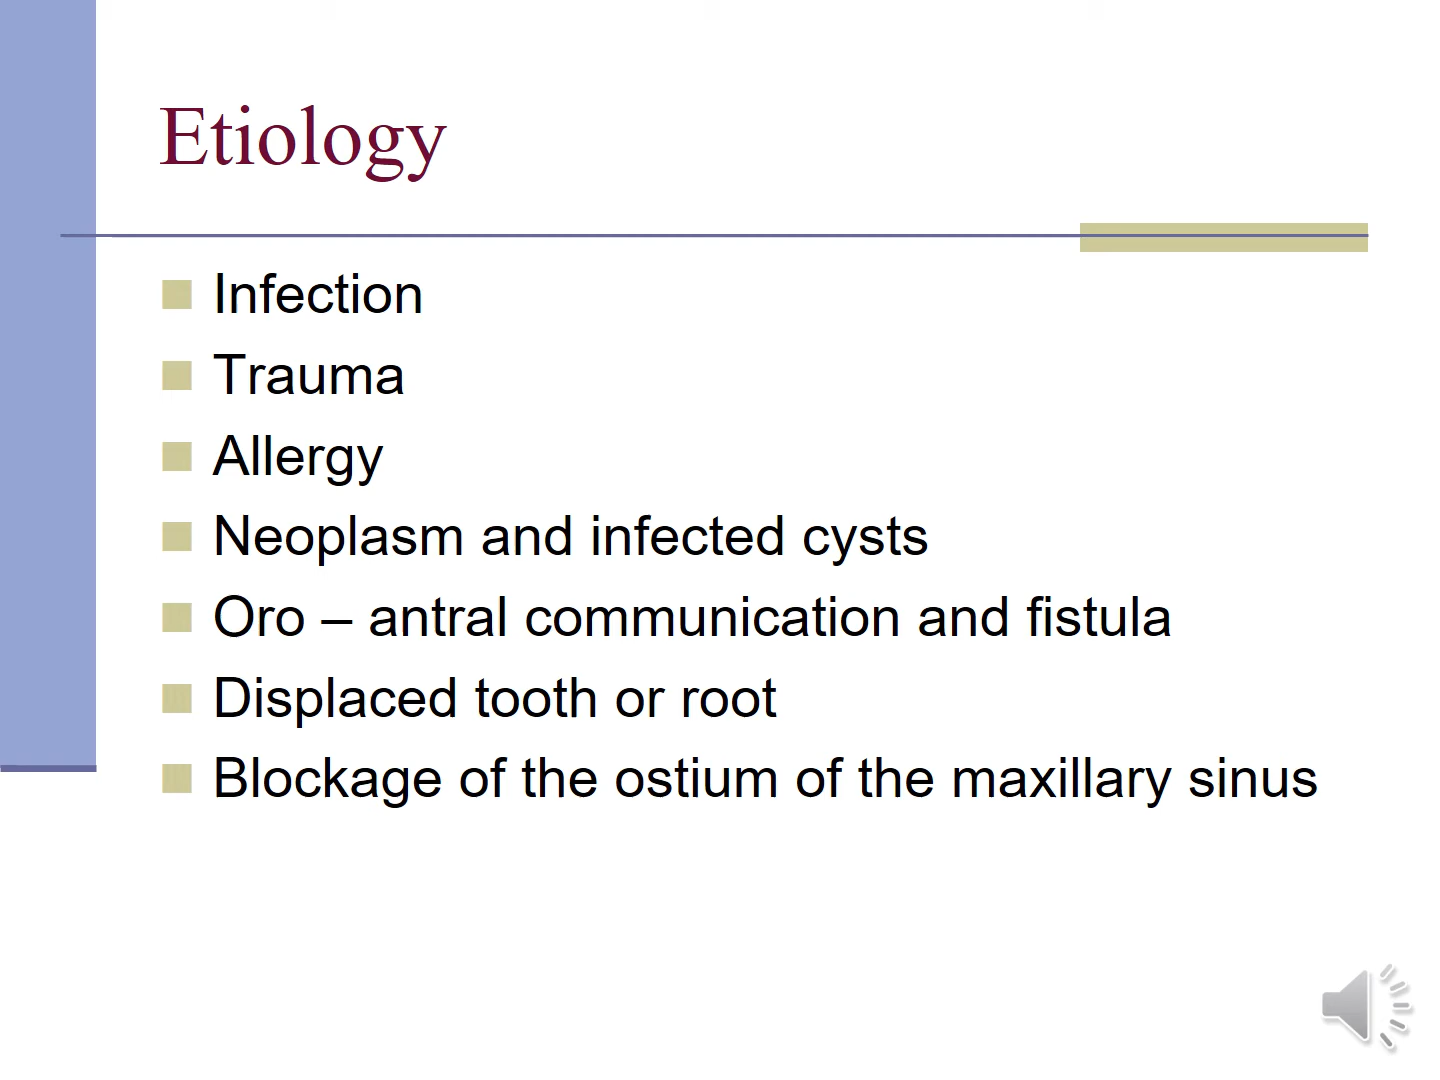 Etiology
Infection
Trauma
Allergy
Neoplasm and infected cysts
Oro – antral communication and fistula
Displaced tooth or root
Blockage of the ostium of the maxillary sinus